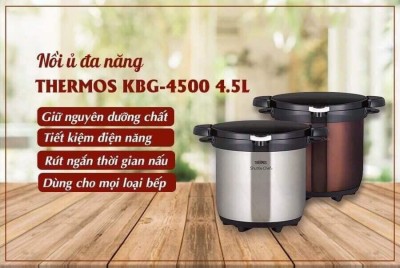 Nồi ủ đa năng
THERMOS KBG-4500 4.5L
Giữ nguyên dưỡng chất
Tiết kiệm điện năng
Rút ngắn thời gian nấu
Dùng cho mọi loại bếp
THERMOS